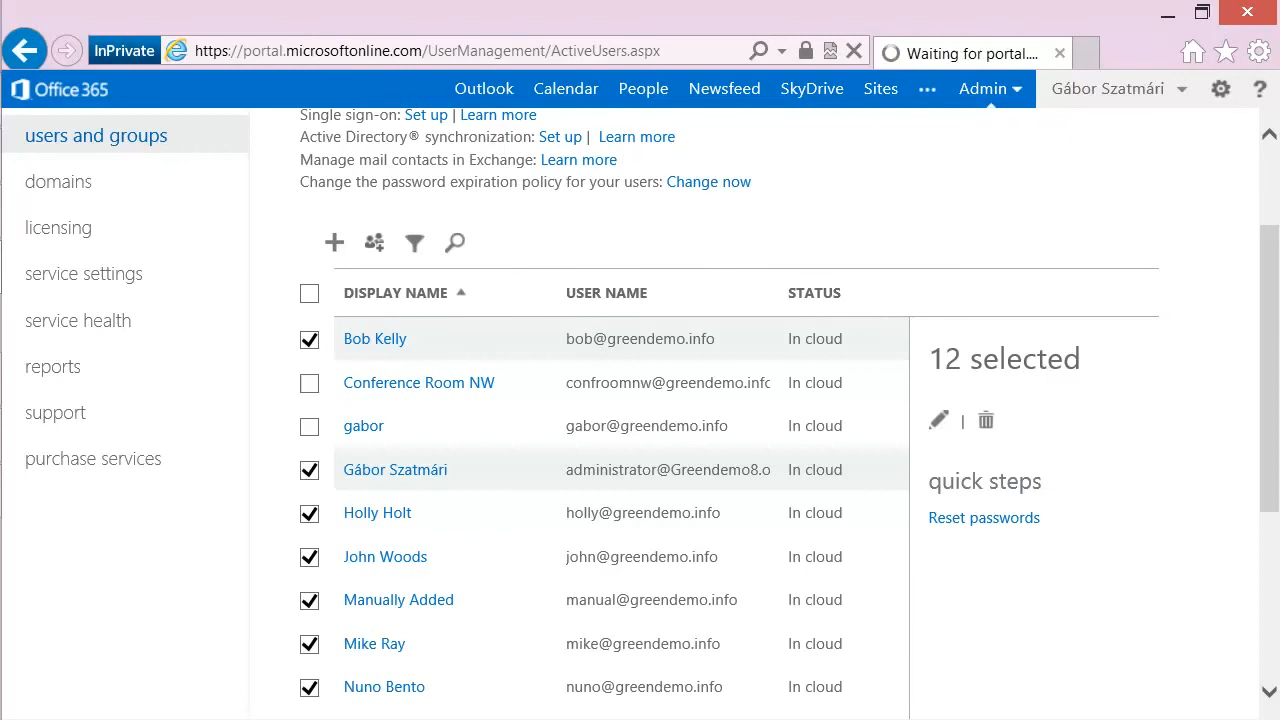 InPrivate https://portal.microsoftonline.com/UserManagement/ActiveUsers.aspx Waiting for portal....
Office 365 Outlook Calendar People Newsfeed SkyDrive Sites ... Admin Gábor Szatmári ?
Single sign-on: Set up | Learn more
users and groups
Active Directory® synchronization: Set up | Learn more
Manage mail contacts in Exchange: Learn more
domains
Change the password expiration policy for your users: Change now
licensing
service settings
service health
reports
support
purchase services
DISPLAY NAME USER NAME STATUS
Bob Kelly bob@greendemo.info In cloud
Conference Room NW confroomnw@greendemo.info In cloud
gabor gabor@greendemo.info In cloud
Gábor Szatmári administrator@Greendemo8.o In cloud
Holly Holt holly@greendemo.info In cloud
John Woods john@greendemo.info In cloud
Manually Added manual@greendemo.info In cloud
Mike Ray mike@greendemo.info In cloud
Nuno Bento nuno@greendemo.info In cloud
12 selected
|
quick steps
Reset passwords